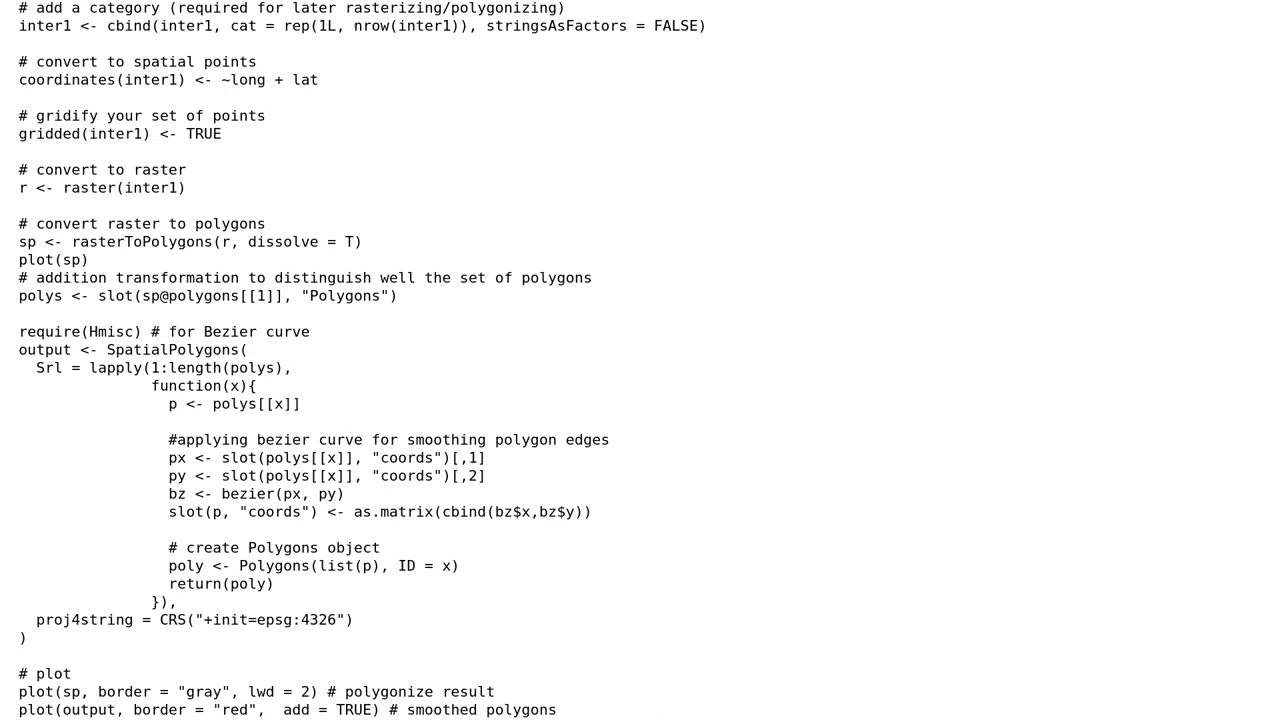 # add a category (required for later rasterizing/polygonizing)
inter1 <- cbind(inter1, cat = rep(1L, nrow(inter1)), stringsAsFactors = FALSE)
# convert to spatial points
coordinates(inter1) <- ~long + lat
# gridify your set of points
gridded(inter1) <- TRUE
# convert to raster
r <- raster(inter1)
# convert raster to polygons
sp <- rasterToPolygons(r, dissolve = T)
plot(sp)
# addition transformation to distinguish well the set of polygons
polys <- slot(sp@polygons[[1]], "Polygons")
require(Hmisc) # for Bezier curve
output <- SpatialPolygons(
  Srl = lapply(1:length(polys),
               function(x){
                 p <- polys[[x]]
                 #applying bezier curve for smoothing polygon edges
                 px <- slot(polys[[x]], "coords")[,1]
                 py <- slot(polys[[x]], "coords")[,2]
                 bz <- bezier(px, py)
                 slot(p, "coords") <- as.matrix(cbind(bz$x,bz$y))
                 # create Polygons object
                 poly <- Polygons(list(p), ID = x)
                 return(poly)
               }),
  proj4string = CRS("+init=epsg:4326")
)
# plot
plot(sp, border = "gray", lwd = 2) # polygonize result
plot(output, border = "red",  add = TRUE) # smoothed polygons